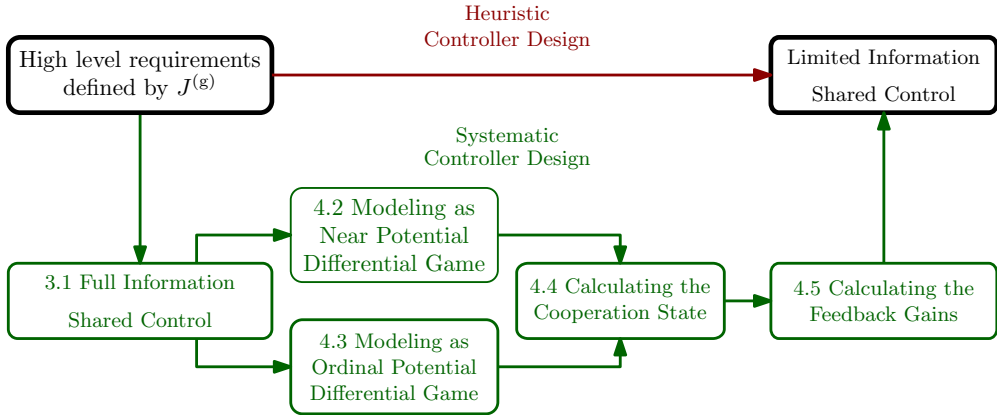 Heuristic
Controller Design
High level requirements
defined by J^(g)
Limited Information
Shared Control
Systematic
Controller Design
4.2 Modeling as
Near Potential
Differential Game
3.1 Full Information
Shared Control
4.4 Calculating the
Cooperation State
4.5 Calculating the
Feedback Gains
4.3 Modeling as
Ordinal Potential
Differential Game